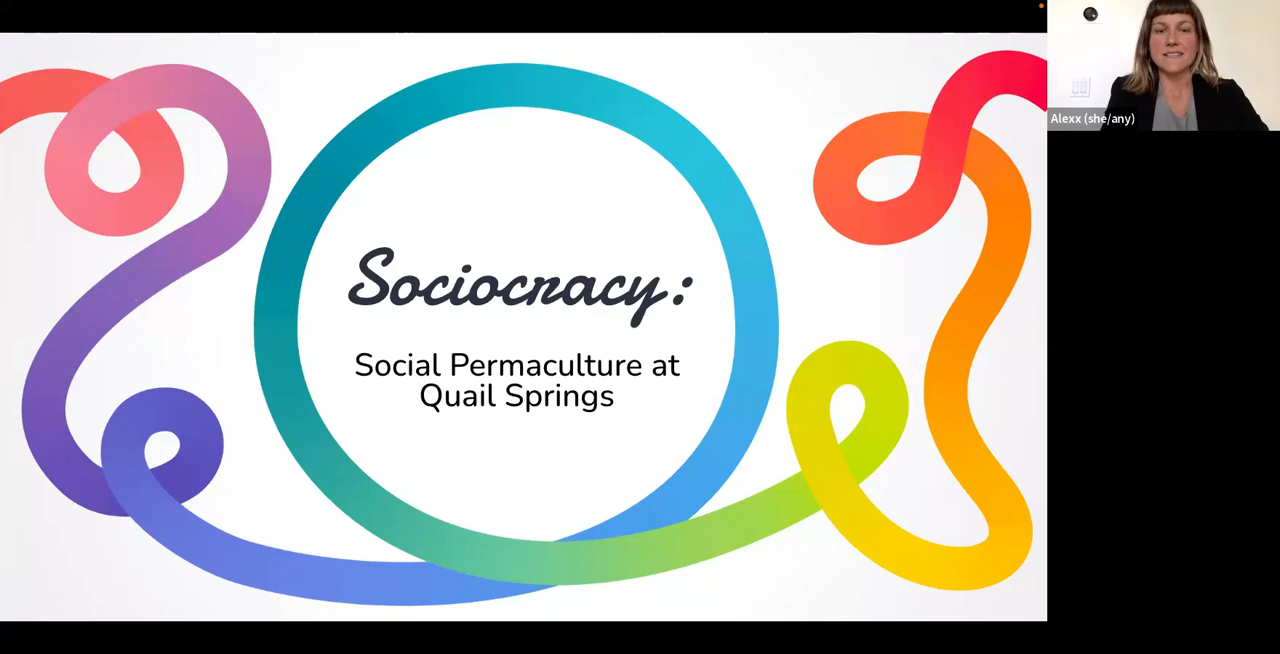 Sociocracy:
Social Permaculture at
Quail Springs
Alexx (she/any)